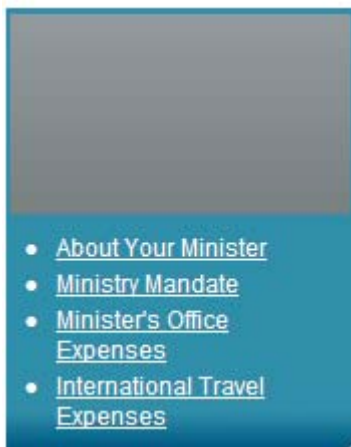 About Your Minister
Ministry Mandate
Minister's Office
Expenses
International Travel
Expenses